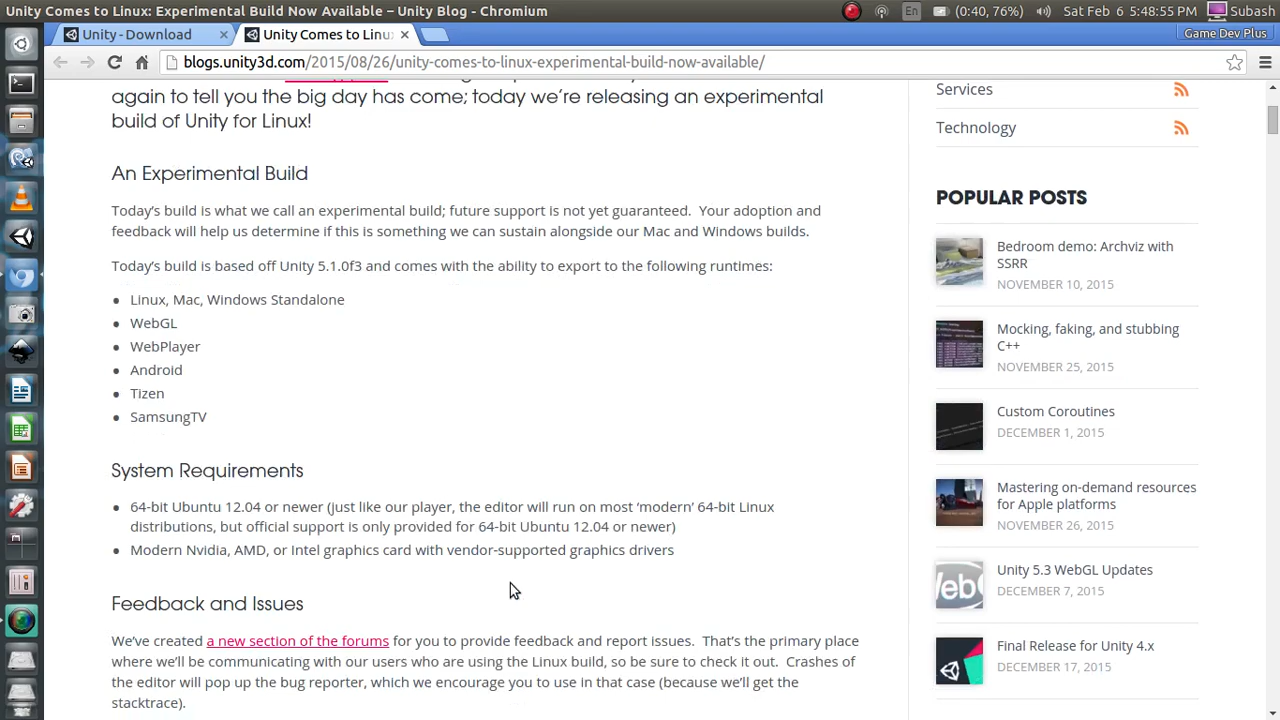 Unity Comes to Linux: Experimental Build Now Available – Unity Blog - Chromium
En (0:40, 76%) Sat Feb 6 5:48:55 PM Subash
Unity - Download × Unity Comes to Linu × Game Dev Plus
blogs.unity3d.com/2015/08/26/unity-comes-to-linux-experimental-build-now-available/
again to tell you the big day has come; today we’re releasing an experimental
build of Unity for Linux!
An Experimental Build
Today’s build is what we call an experimental build; future support is not yet guaranteed. Your adoption and
feedback will help us determine if this is something we can sustain alongside our Mac and Windows builds.
Today’s build is based off Unity 5.1.0f3 and comes with the ability to export to the following runtimes:
• Linux, Mac, Windows Standalone
• WebGL
• WebPlayer
• Android
• Tizen
• SamsungTV
System Requirements
• 64-bit Ubuntu 12.04 or newer (just like our player, the editor will run on most ‘modern’ 64-bit Linux
distributions, but official support is only provided for 64-bit Ubuntu 12.04 or newer)
• Modern Nvidia, AMD, or Intel graphics card with vendor-supported graphics drivers
Feedback and Issues
We’ve created a new section of the forums for you to provide feedback and report issues. That’s the primary place
where we’ll be communicating with our users who are using the Linux build, so be sure to check it out. Crashes of
the editor will pop up the bug reporter, which we encourage you to use in that case (because we’ll get the
stacktrace).
Services
Technology
POPULAR POSTS
Bedroom demo: Archviz with
SSRR
NOVEMBER 10, 2015
Mocking, faking, and stubbing
C++
NOVEMBER 25, 2015
Custom Coroutines
DECEMBER 1, 2015
Mastering on-demand resources
for Apple platforms
NOVEMBER 26, 2015
Unity 5.3 WebGL Updates
DECEMBER 7, 2015
Final Release for Unity 4.x
DECEMBER 17, 2015